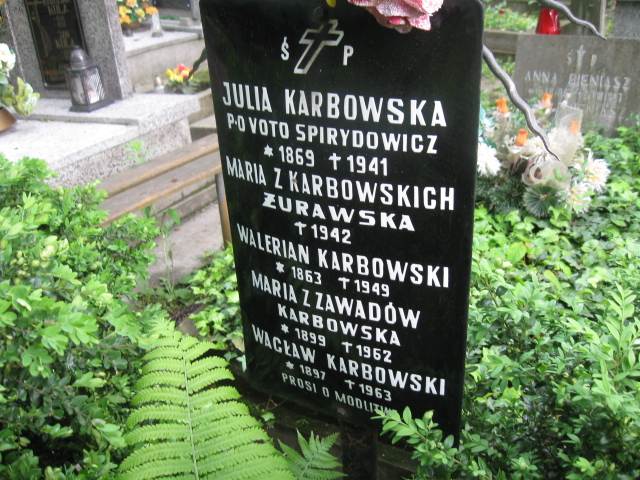 Ś P
JULIA KARBOWSKA
P·O VOTO SPIRYDOWICZ
* 1869 † 1941
MARIA Z KARBOWSKICH
ŻURAWSKA
† 1942
WALERIAN KARBOWSKI
* 1863 † 1949
MARIA Z ZAWADÓW
KARBOWSKA
* 1899 † 1962
WACŁAW KARBOWSKI
* 1897 † 1963
PROSI O MODLITWĘ
Ś P
ANNA BIENIASZ